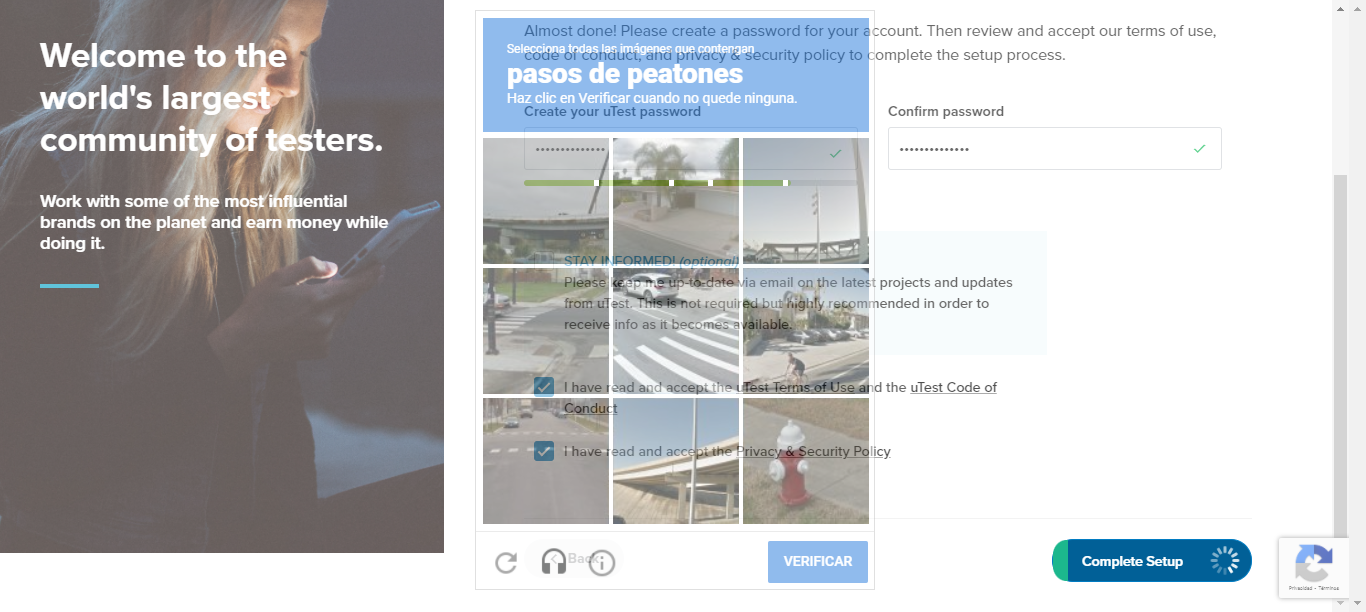 Welcome to the
world's largest
community of testers.
Work with some of the most influential
brands on the planet and earn money while
doing it.
Almost done! Please create a password for your account. Then review and accept our terms of use,
code of conduct, and privacy & security policy to complete the setup process.
Selecciona todas las imágenes que contengan
pasos de peatones
Haz clic en Verificar cuando no quede ninguna.
Create your uTest password
Confirm password
••••••••••••••
••••••••••••••
STAY INFORMED! (optional)
Please keep me up-to-date via email on the latest projects and updates
from uTest. This is not required but highly recommended in order to
receive info as it becomes available.
I have read and accept the uTest Terms of Use and the uTest Code of
Conduct
I have read and accept the Privacy & Security Policy
Back
VERIFICAR
Complete Setup
Privacidad - Términos